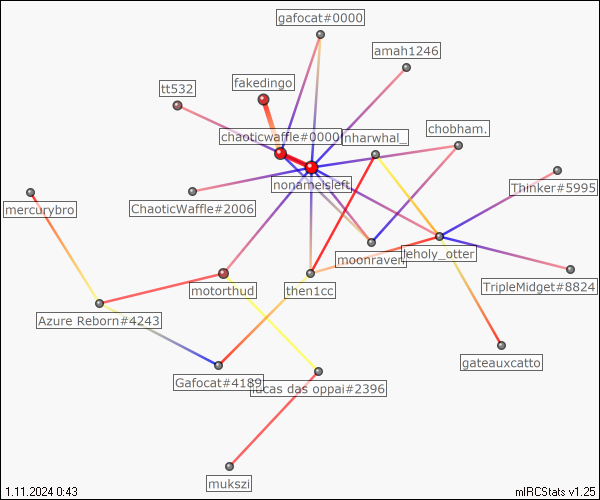 gafocat#0000
amah1246
fakedingo
tt532
chaoticwaffle#0000
nharwhal_
chobham.
nonameisleft
Thinker#5995
mercurybro
ChaoticWaffle#2006
moonraven
leholy_otter
motorthud
then1cc
TripleMidget#8824
Azure Reborn#4243
gateauxcatto
Gafocat#4189
lucas das oppai#2396
mukszi
1.11.2024 0:43
mIRCStats v1.25